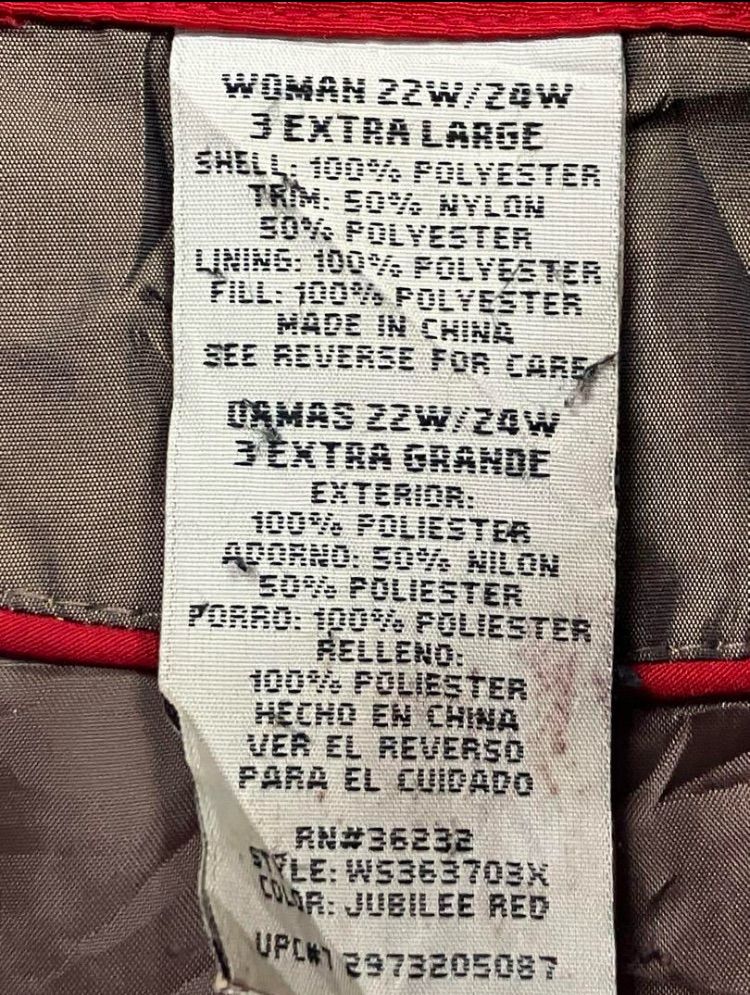 WOMAN 22W/24W
3 EXTRA LARGE
SHELL: 100% POLYESTER
TRIM: 50% NYLON
50% POLYESTER
LINING: 100% POLYESTER
FILL: 100% POLYESTER
MADE IN CHINA
SEE REVERSE FOR CARE
DAMAS 22W/24W
3 EXTRA GRANDE
EXTERIOR:
100% POLIESTER
ADORNO: 50% NILON
50% POLIESTER
PORRO: 100% POLIESTER
RELLENO:
100% POLIESTER
HECHO EN CHINA
VER EL REVERSO
PARA EL CUIDADO
RN#36232
STYLE: WS363703X
COLOR: JUBILEE RED
UPC#7 2973205087